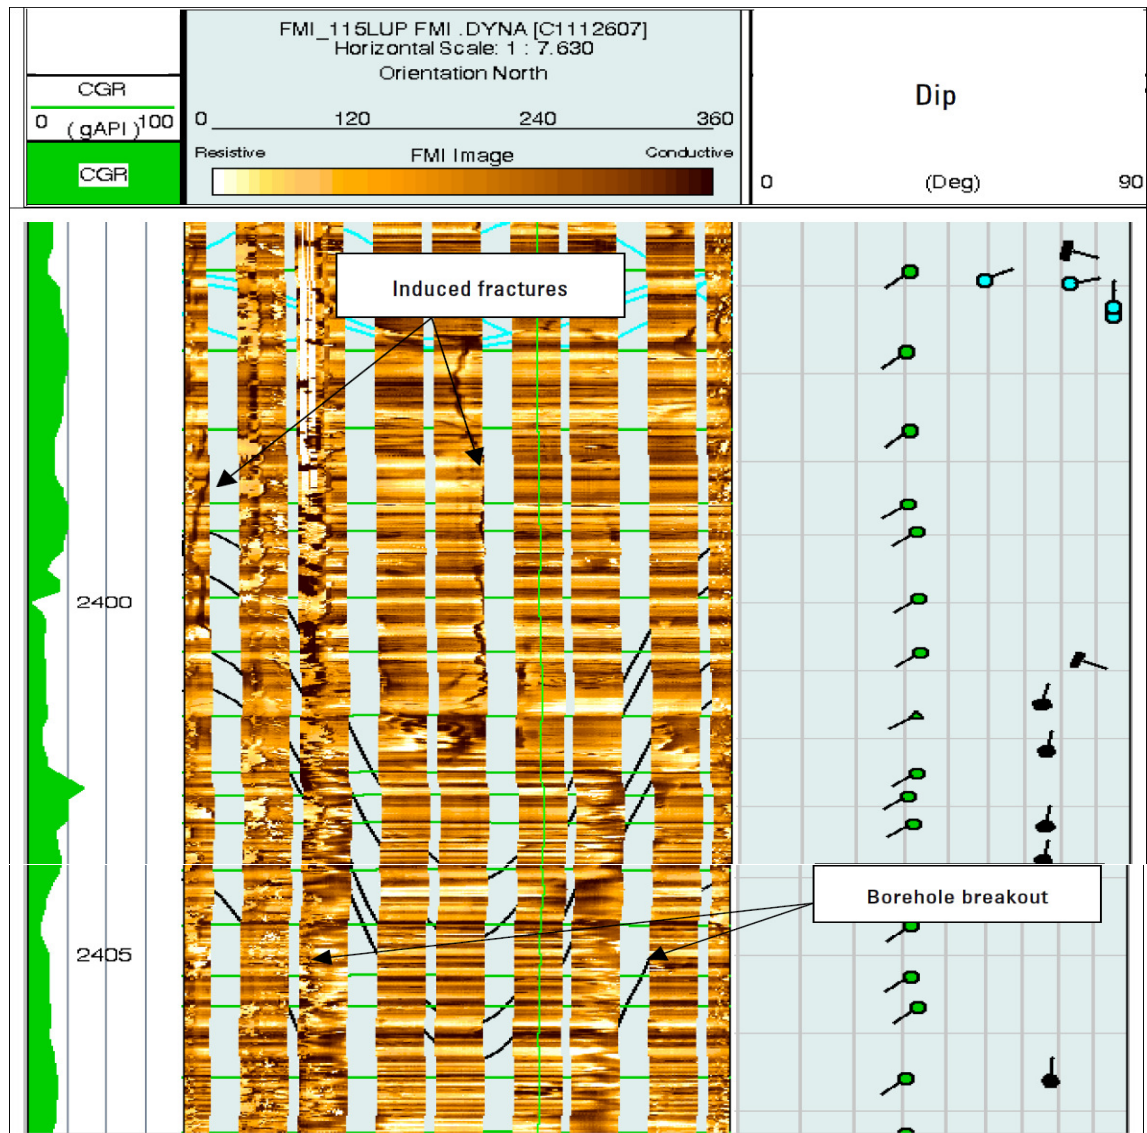 FMI_115LUP FMI .DYNA [C1112607]
Horizontal Scale: 1 : 7.630
Orientation North
CGR
0 (gAPI) 100
CGR
0 120 240 360
Resistive FMI Image Conductive
Dip
0 (Deg) 90
Induced fractures
2400
Borehole breakout
2405